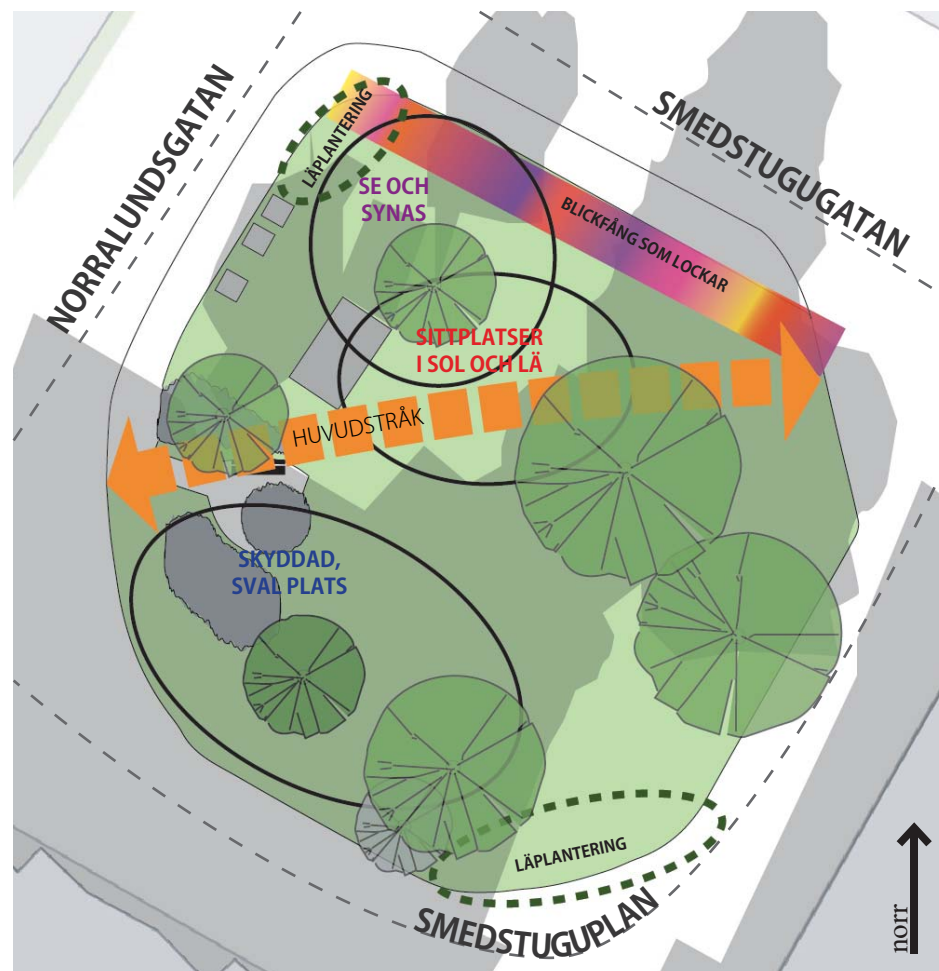 NORRALUNDSGATAN
SMEDSTUGUGATAN
LÄPLANTERING
SE OCH
SYNAS
BLICKFÅNG SOM LOCKAR
SITTPLATSER
I SOL OCH LÄ
HUVUDSTRÅK
SKYDDAD,
SVAL PLATS
LÄPLANTERING
SMEDSTUGUPLAN
norr